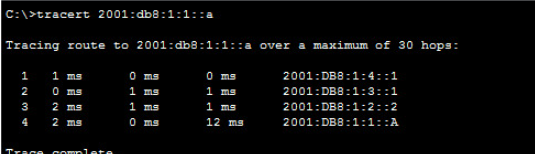 C:\>tracert 2001:db8:1:1::a
Tracing route to 2001:db8:1:1::a over a maximum of 30 hops:
1 1 ms 0 ms 0 ms 2001:DB8:1:4::1
2 0 ms 1 ms 1 ms 2001:DB8:1:3::1
3 2 ms 1 ms 1 ms 2001:DB8:1:2::2
4 2 ms 0 ms 12 ms 2001:DB8:1:1::A
Trace complete